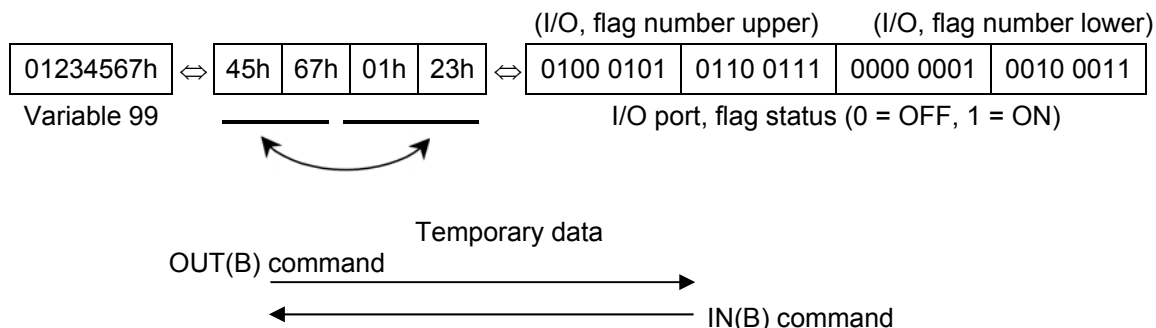 (I/O, flag number upper) (I/O, flag number lower)
01234567h ⇔ 45h 67h 01h 23h ⇔ 0100 0101 0110 0111 0000 0001 0010 0011
Variable 99 I/O port, flag status (0 = OFF, 1 = ON)
Temporary data
OUT(B) command
IN(B) command